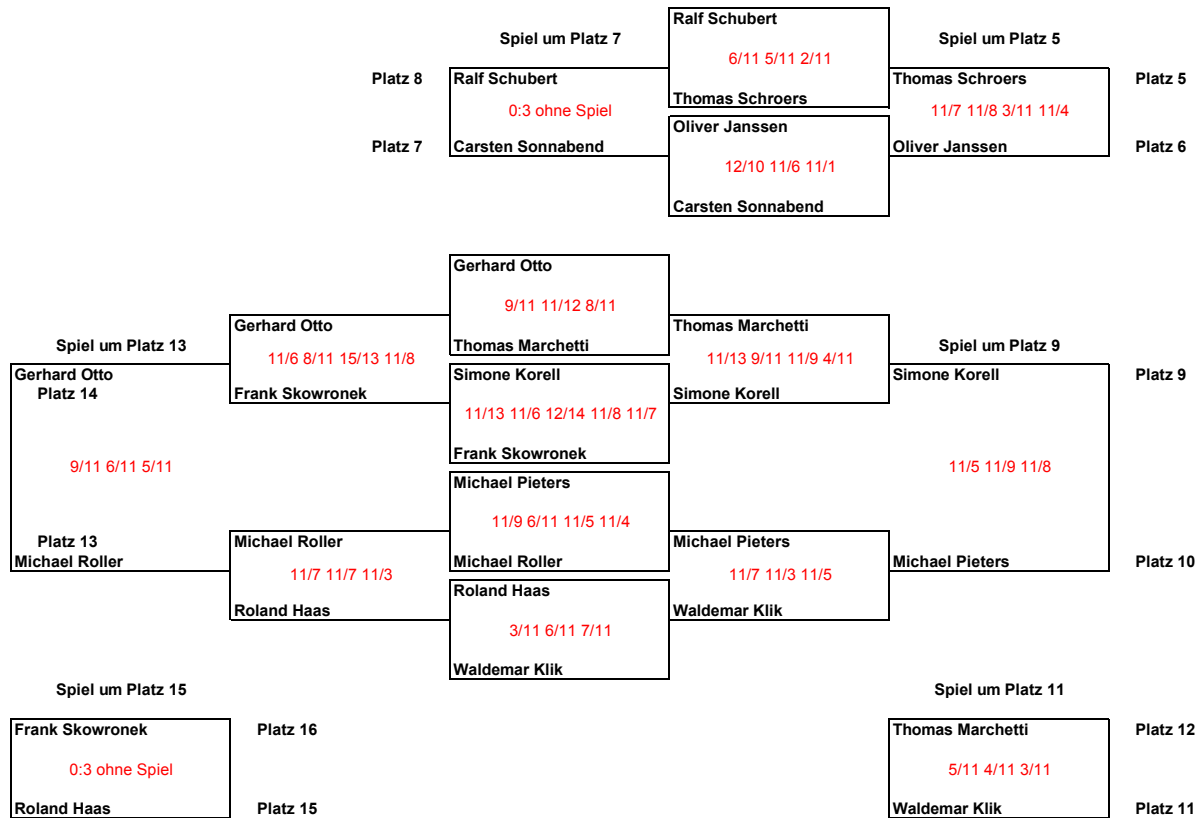 Ralf Schubert
Spiel um Platz 7
Spiel um Platz 5
6/11 5/11 2/11
Platz 8
Ralf Schubert
Thomas Schroers
Platz 5
Thomas Schroers
0:3 ohne Spiel
11/7 11/8 3/11 11/4
Oliver Janssen
Platz 7
Carsten Sonnabend
Oliver Janssen
Platz 6
12/10 11/6 11/1
Carsten Sonnabend
Gerhard Otto
9/11 11/12 8/11
Gerhard Otto
Thomas Marchetti
Spiel um Platz 13
Thomas Marchetti
Spiel um Platz 9
11/6 8/11 15/13 11/8
11/13 9/11 11/9 4/11
Gerhard Otto
Simone Korell
Simone Korell
Platz 9
Platz 14
Frank Skowronek
Simone Korell
11/13 11/6 12/14 11/8 11/7
Frank Skowronek
9/11 6/11 5/11
11/5 11/9 11/8
Michael Pieters
11/9 6/11 11/5 11/4
Platz 13
Michael Roller
Michael Pieters
Michael Roller
Michael Roller
Michael Pieters
Platz 10
11/7 11/7 11/3
11/7 11/3 11/5
Roland Haas
Roland Haas
Waldemar Klik
3/11 6/11 7/11
Waldemar Klik
Spiel um Platz 15
Spiel um Platz 11
Frank Skowronek
Platz 16
Thomas Marchetti
Platz 12
0:3 ohne Spiel
5/11 4/11 3/11
Roland Haas
Platz 15
Waldemar Klik
Platz 11